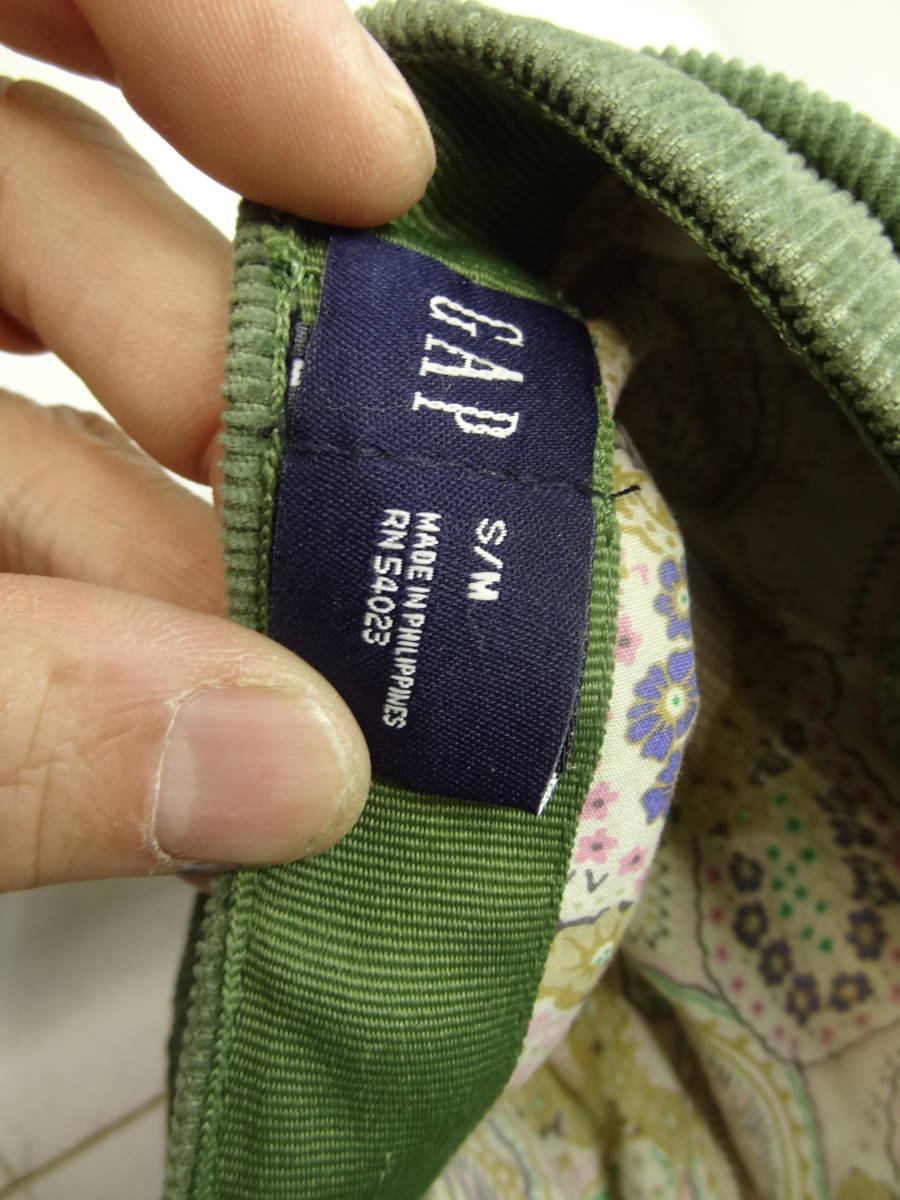 GAP
S/M
MADE IN PHILIPPINES
RN 54023